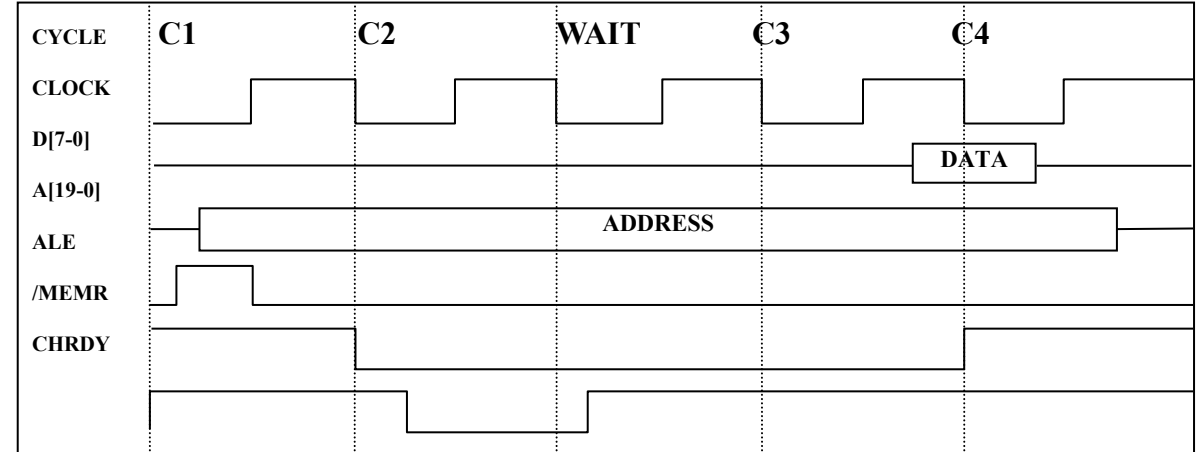 CYCLE C1 C2 WAIT C3 C4
CLOCK
D[7-0]
DATA
A[19-0]
ADDRESS
ALE
/MEMR
CHRDY